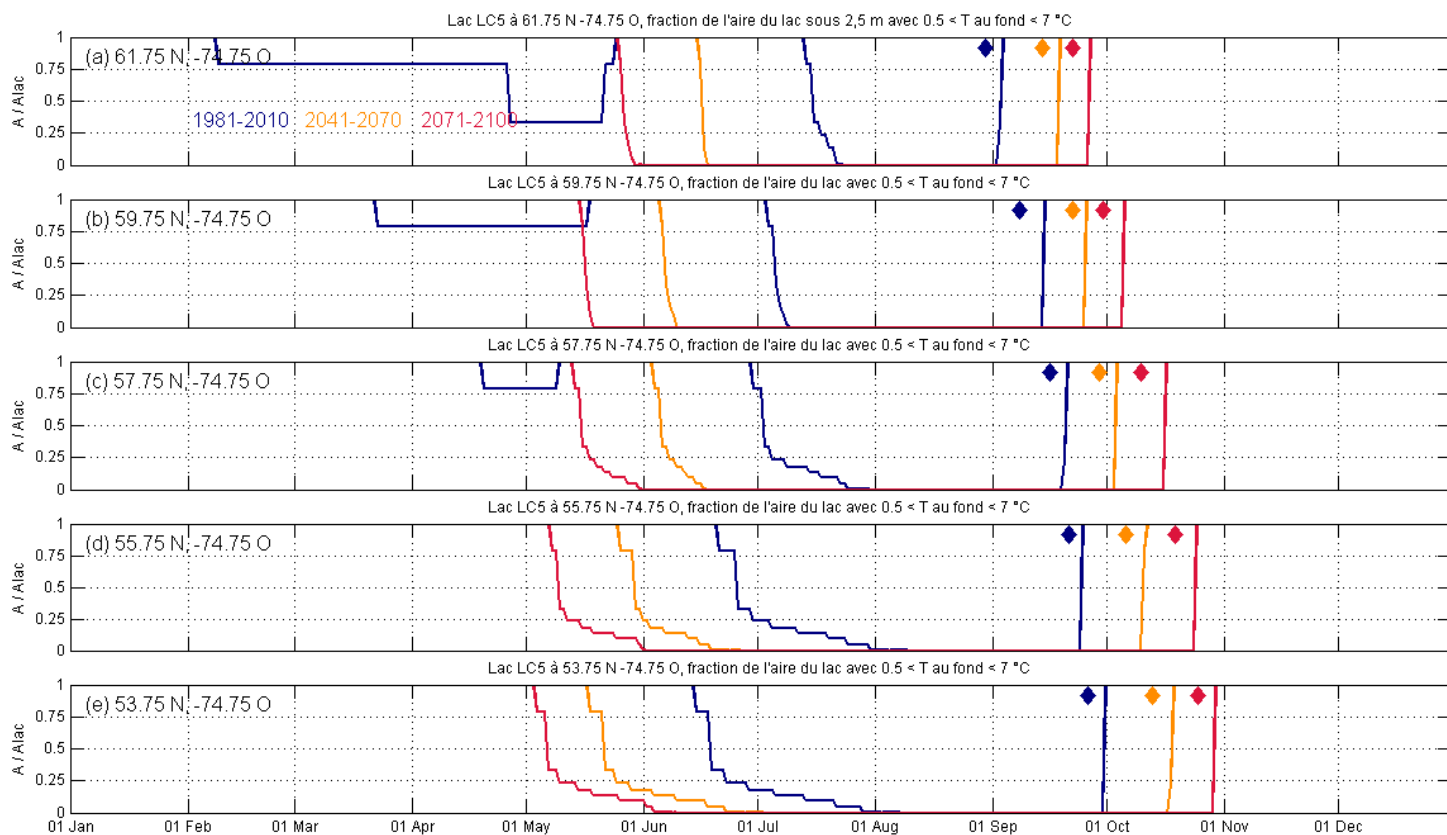 Lac LC5 à 61.75 N -74.75 O, fraction de l'aire du lac sous 2,5 m avec 0.5 < T au fond < 7 °C
1
0.75
0.5
0.25
0
A / Alac
(a) 61.75 N, -74.75 O
1981-2010 2041-2070 2071-2100
Lac LC5 à 59.75 N -74.75 O, fraction de l'aire du lac avec 0.5 < T au fond < 7 °C
1
0.75
0.5
0.25
0
A / Alac
(b) 59.75 N, -74.75 O
Lac LC5 à 57.75 N -74.75 O, fraction de l'aire du lac avec 0.5 < T au fond < 7 °C
1
0.75
0.5
0.25
0
A / Alac
(c) 57.75 N, -74.75 O
Lac LC5 à 55.75 N -74.75 O, fraction de l'aire du lac avec 0.5 < T au fond < 7 °C
1
0.75
0.5
0.25
0
A / Alac
(d) 55.75 N, -74.75 O
Lac LC5 à 53.75 N -74.75 O, fraction de l'aire du lac avec 0.5 < T au fond < 7 °C
1
0.75
0.5
0.25
0
A / Alac
(e) 53.75 N, -74.75 O
01 Jan 01 Feb 01 Mar 01 Apr 01 May 01 Jun 01 Jul 01 Aug 01 Sep 01 Oct 01 Nov 01 Dec